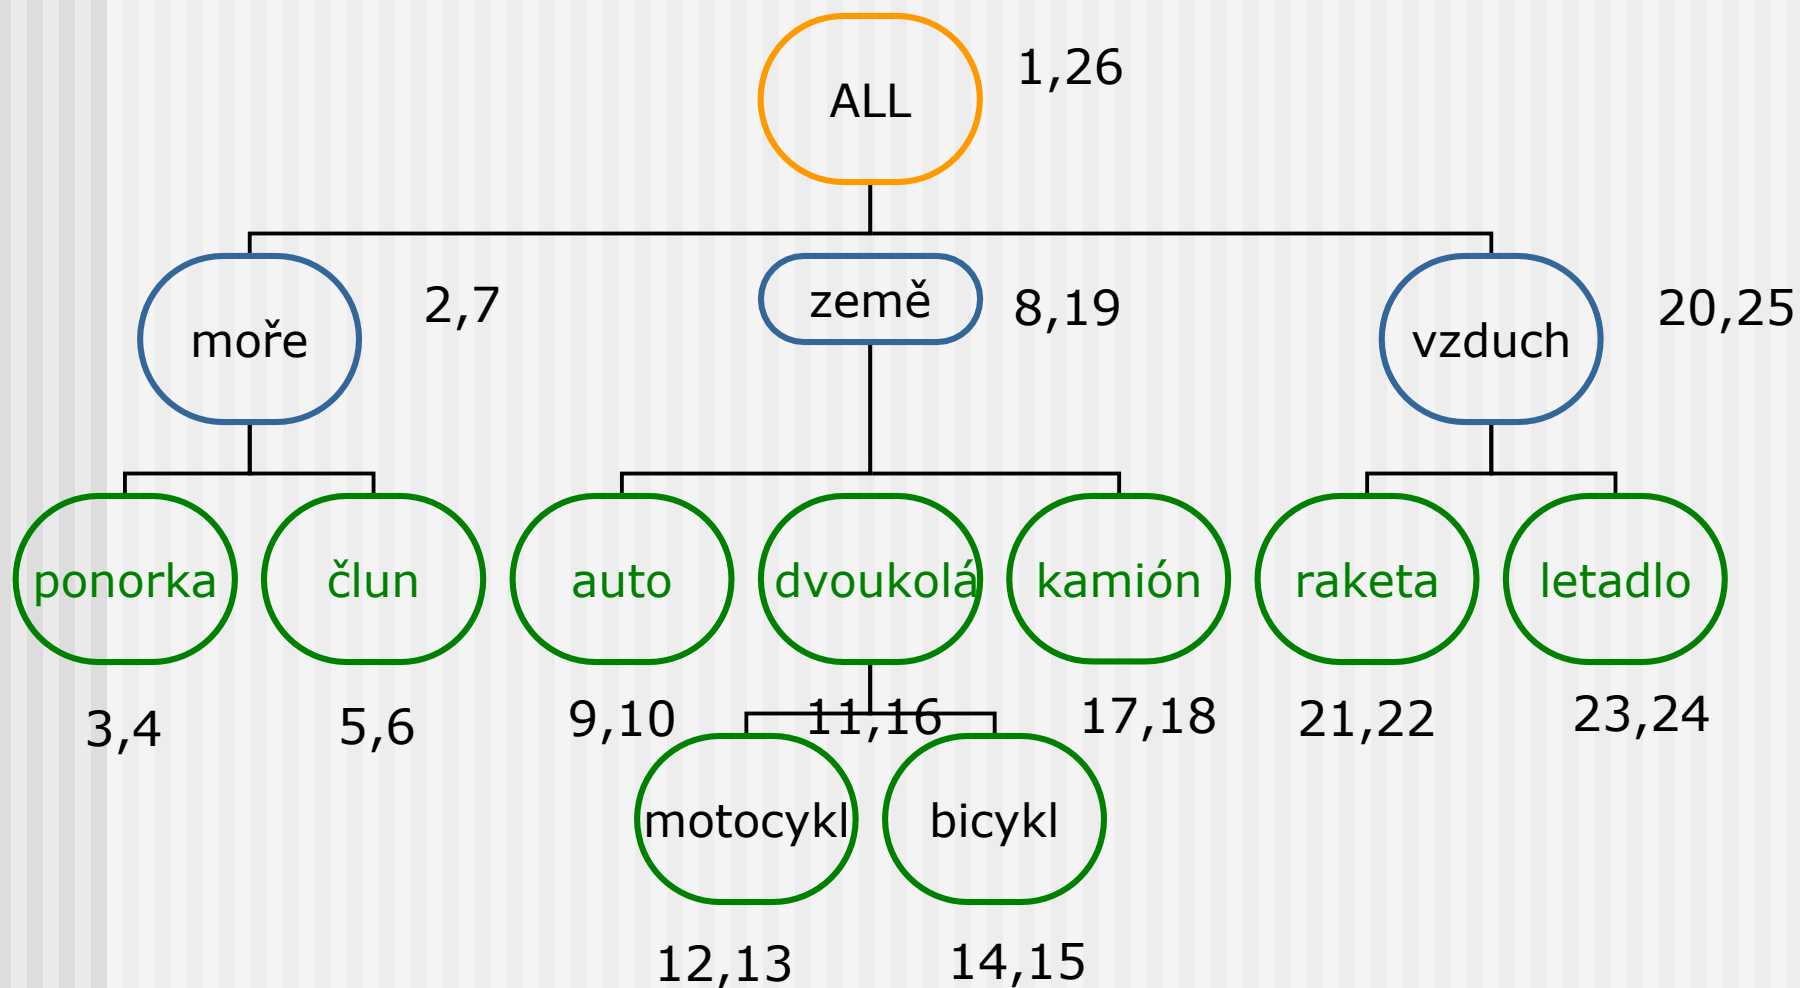 ALL
1,26
moře
2,7
země
8,19
vzduch
20,25
ponorka
člun
auto
dvoukolá
kamión
raketa
letadlo
3,4
5,6
9,10
11,16
17,18
21,22
23,24
motocykl
bicykl
12,13
14,15